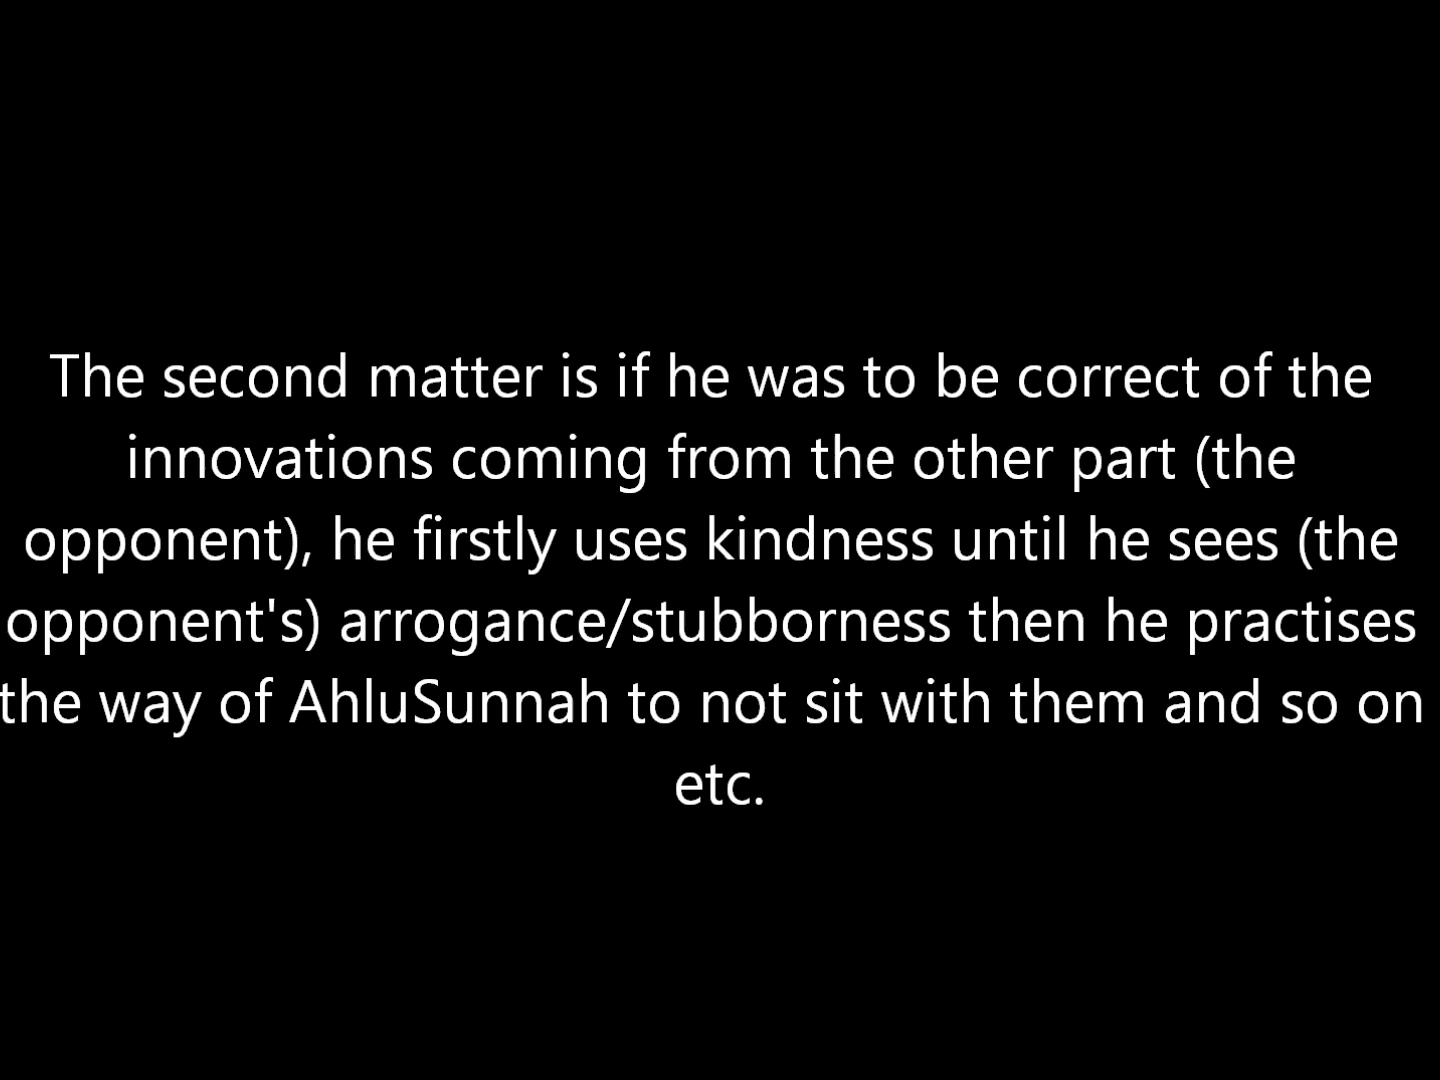 The second matter is if he was to be correct of the
innovations coming from the other part (the
opponent), he firstly uses kindness until he sees (the
opponent's) arrogance/stubborness then he practises
the way of AhluSunnah to not sit with them and so on
etc.